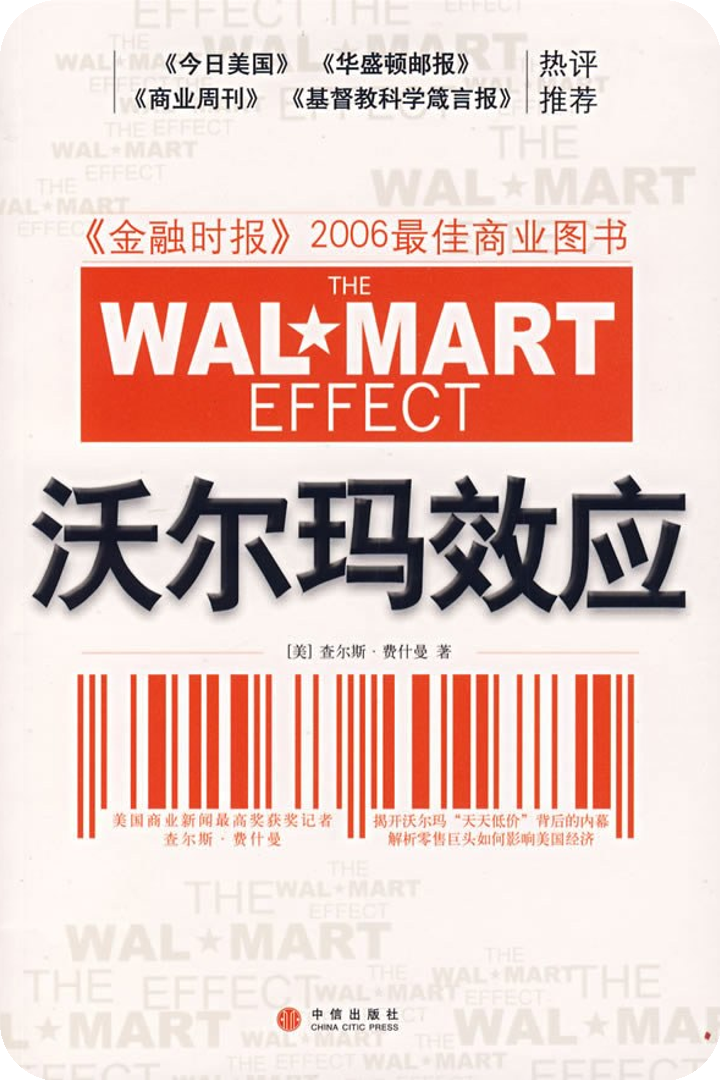 《今日美国》 《华盛顿邮报》 热评
《商业周刊》 《基督教科学箴言报》 推荐
《金融时报》2006最佳商业图书
THE
WAL★MART
EFFECT
沃尔玛效应
[美] 查尔斯·费什曼 著
美国商业新闻最高奖获奖记者
查尔斯·费什曼
揭开沃尔玛“天天低价”背后的内幕
解析零售巨头如何影响美国经济
THE
WAL★MART
EFFECT
中信出版社
CHINA CITIC PRESS